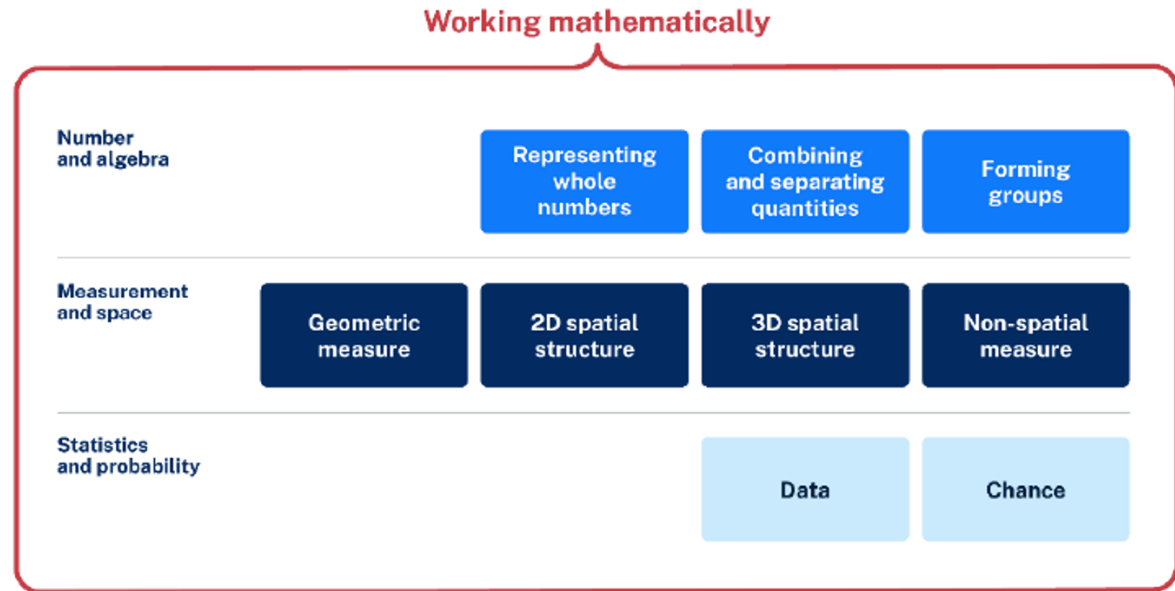 Working mathematically
Number
and algebra
Representing
whole
numbers
Combining
and separating
quantities
Forming
groups
Measurement
and space
Geometric
measure
2D spatial
structure
3D spatial
structure
Non-spatial
measure
Statistics
and probability
Data
Chance